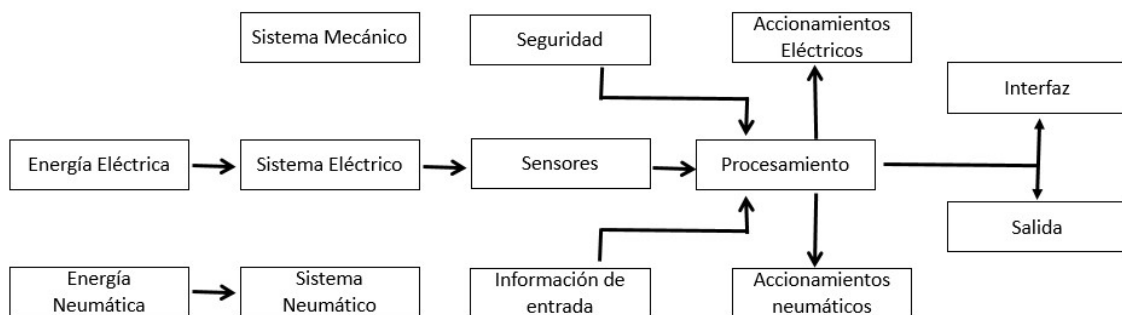 Sistema Mecánico
Seguridad
Accionamientos
Eléctricos
Interfaz
Energía Eléctrica
Sistema Eléctrico
Sensores
Procesamiento
Salida
Energía
Neumática
Sistema
Neumático
Información de
entrada
Accionamientos
neumáticos